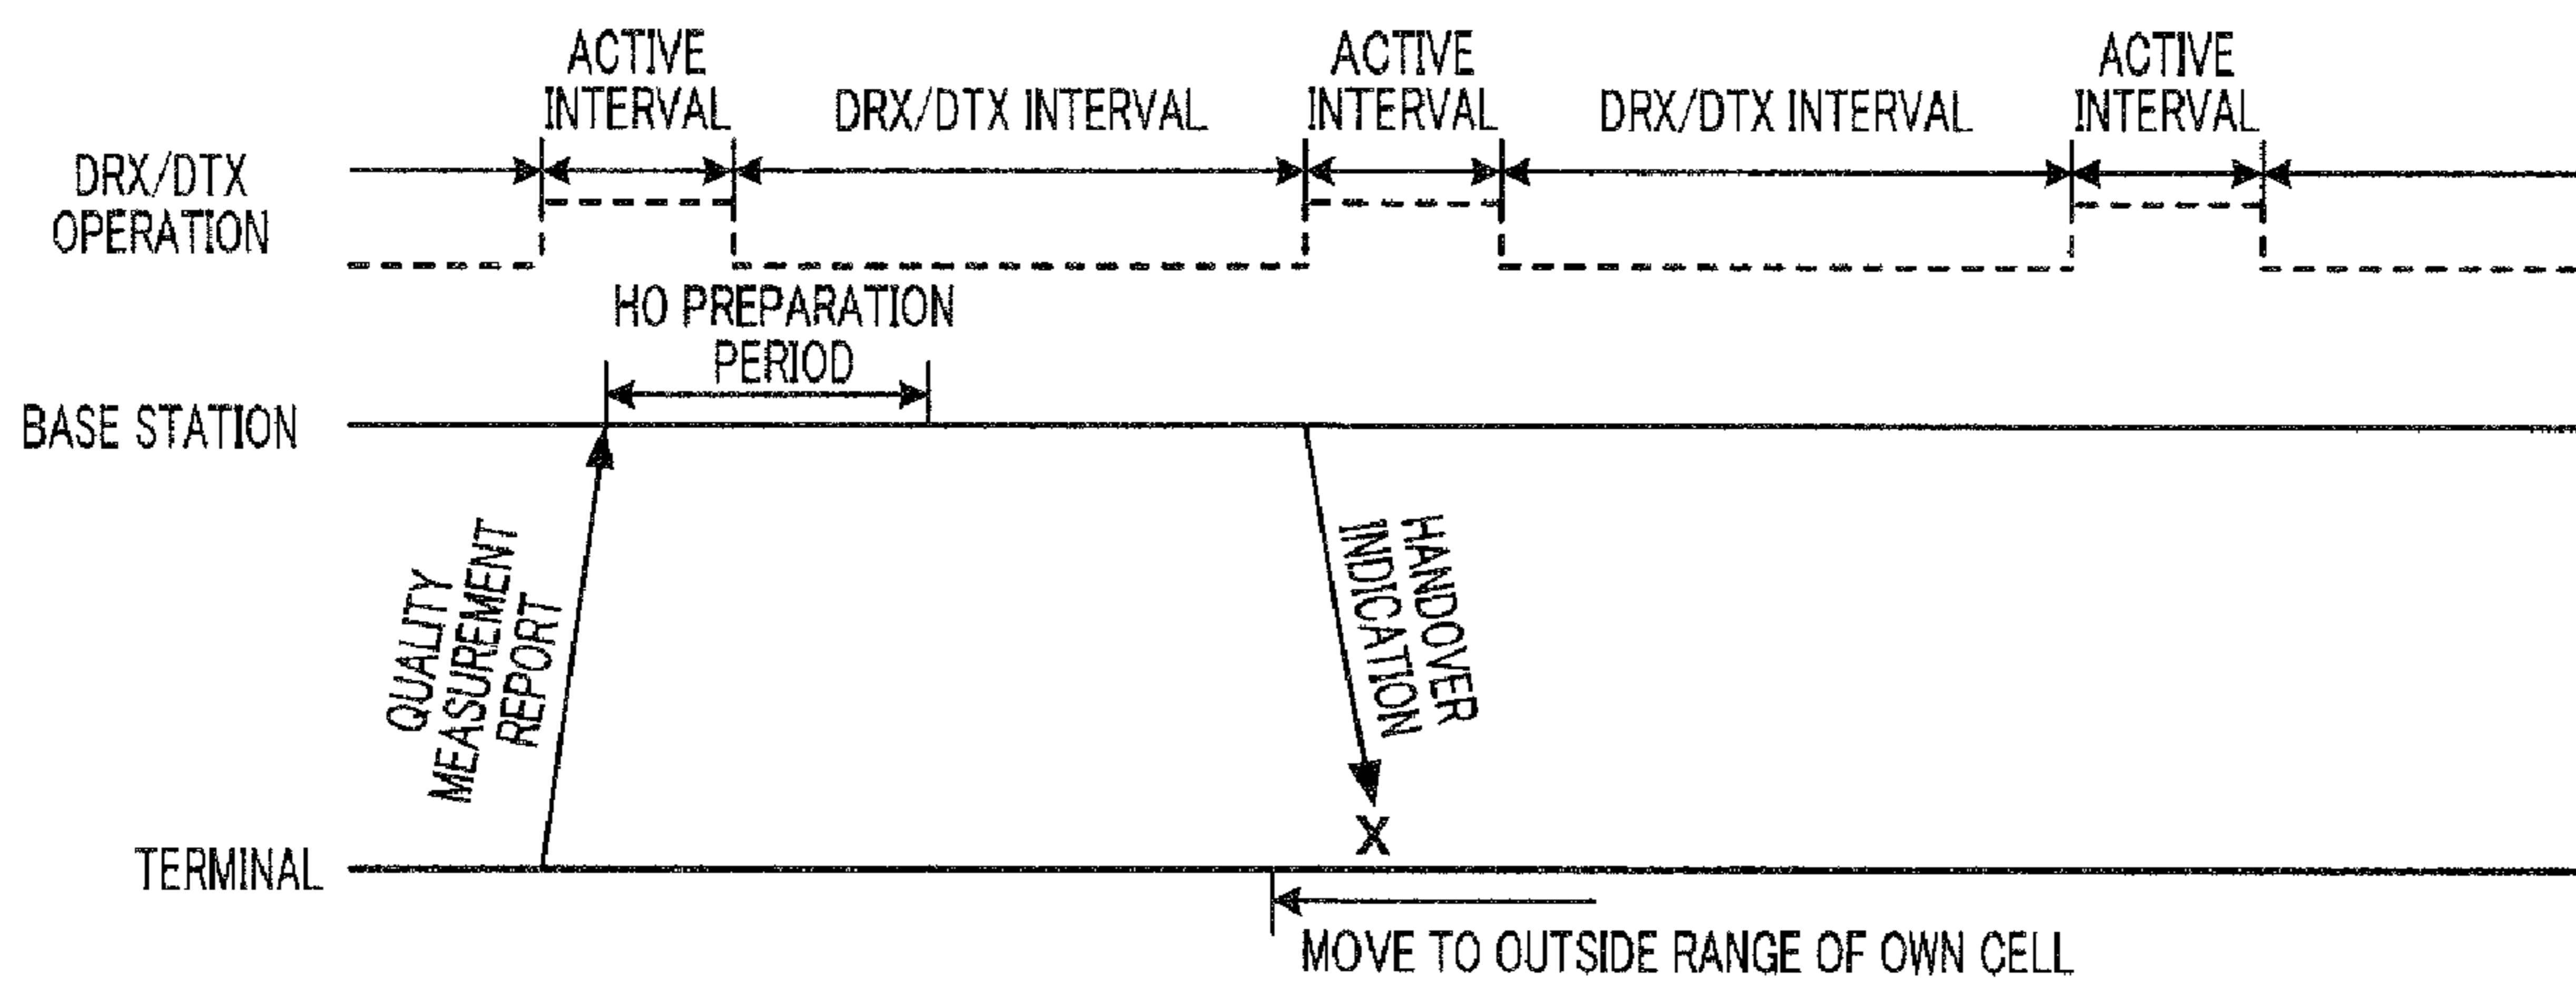 ACTIVE
INTERVAL
DRX/DTX INTERVAL
ACTIVE
INTERVAL
DRX/DTX INTERVAL
ACTIVE
INTERVAL
DRX/DTX
OPERATION
HO PREPARATION
PERIOD
BASE STATION
QUALITY
MEASUREMENT
REPORT
HANDOVER
INDICATION
X
TERMINAL
MOVE TO OUTSIDE RANGE OF OWN CELL